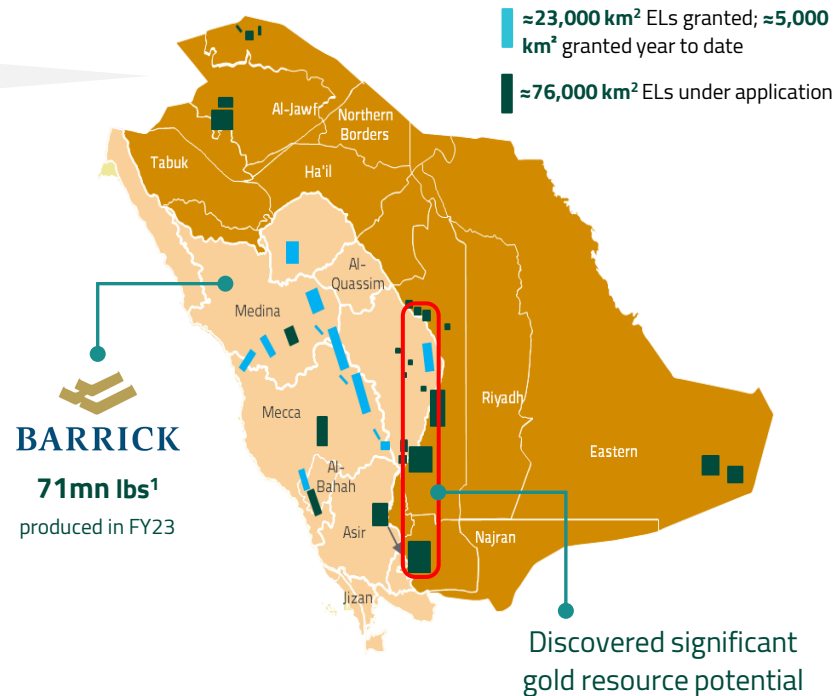 ≈23,000 km² ELs granted; ≈5,000
km² granted year to date
≈76,000 km² ELs under application
Al-Jawf
Northern
Borders
Tabuk
Ha'il
Al-
Quassim
Medina
Mecca
Riyadh
Eastern
BARRICK
71mn lbs¹
produced in FY23
Al-
Bahah
Asir
Najran
Jizan
Discovered significant
gold resource potential